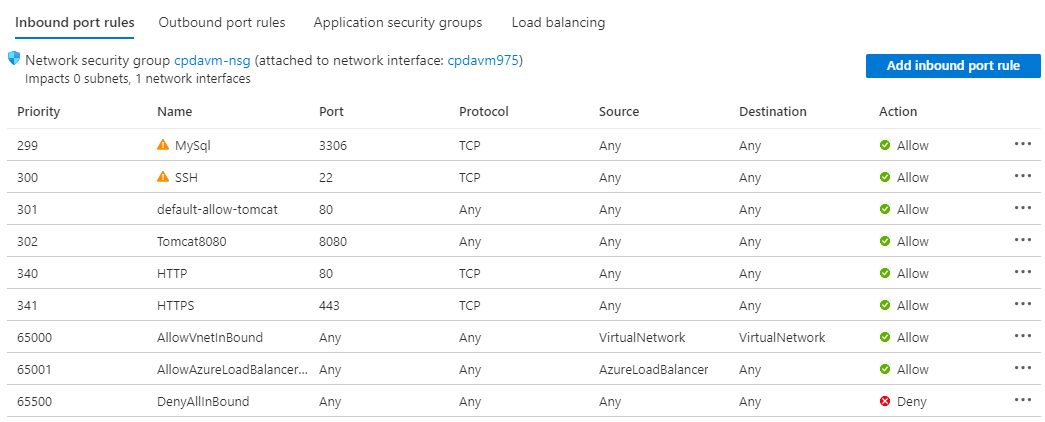 Inbound port rules Outbound port rules Application security groups Load balancing
Network security group cpdavm-nsg (attached to network interface: cpdavm975)
Impacts 0 subnets, 1 network interfaces
Add inbound port rule
Priority Name Port Protocol Source Destination Action
299 MySql 3306 TCP Any Any Allow ...
300 SSH 22 TCP Any Any Allow ...
301 default-allow-tomcat 80 Any Any Any Allow ...
302 Tomcat8080 8080 Any Any Any Allow ...
340 HTTP 80 TCP Any Any Allow ...
341 HTTPS 443 TCP Any Any Allow ...
65000 AllowVnetInBound Any Any VirtualNetwork VirtualNetwork Allow ...
65001 AllowAzureLoadBalancer... Any Any AzureLoadBalancer Any Allow ...
65500 DenyAllInBound Any Any Any Any Deny ...